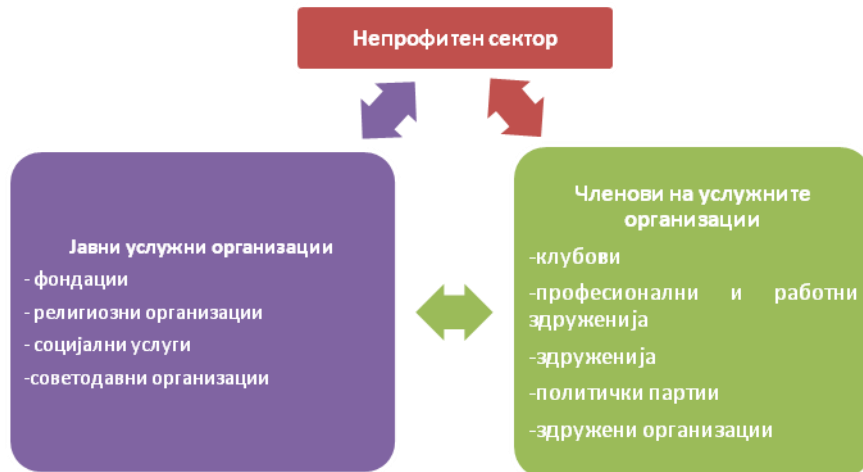 Непрофитен сектор
Јавни услужни организации
- фондации
- религиозни организации
- социјални услуги
-советодавни организации
Членови на услужните
организации
-клубови
-професионални и работни
здруженија
-здруженија
-политички партии
-здружени организации